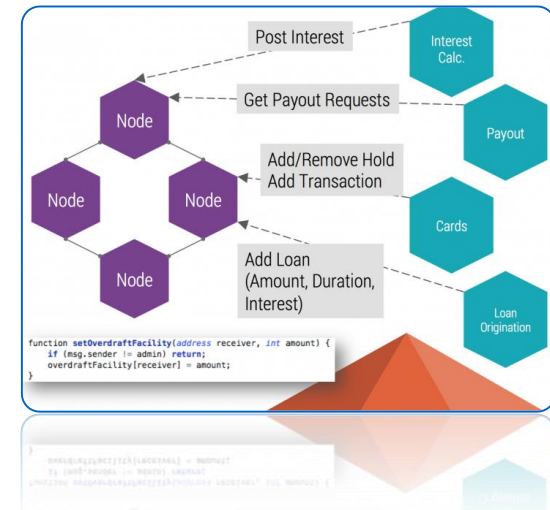 Post Interest
Interest
Calc.
Get Payout Requests
Node
Payout
Add/Remove Hold
Add Transaction
Node
Node
Cards
Add Loan
(Amount, Duration,
Interest)
Node
Loan
Origination
function setOverdraftFacility(address receiver, int amount) {
if (msg.sender != admin) return;
overdraftFacility[receiver] = amount;
}